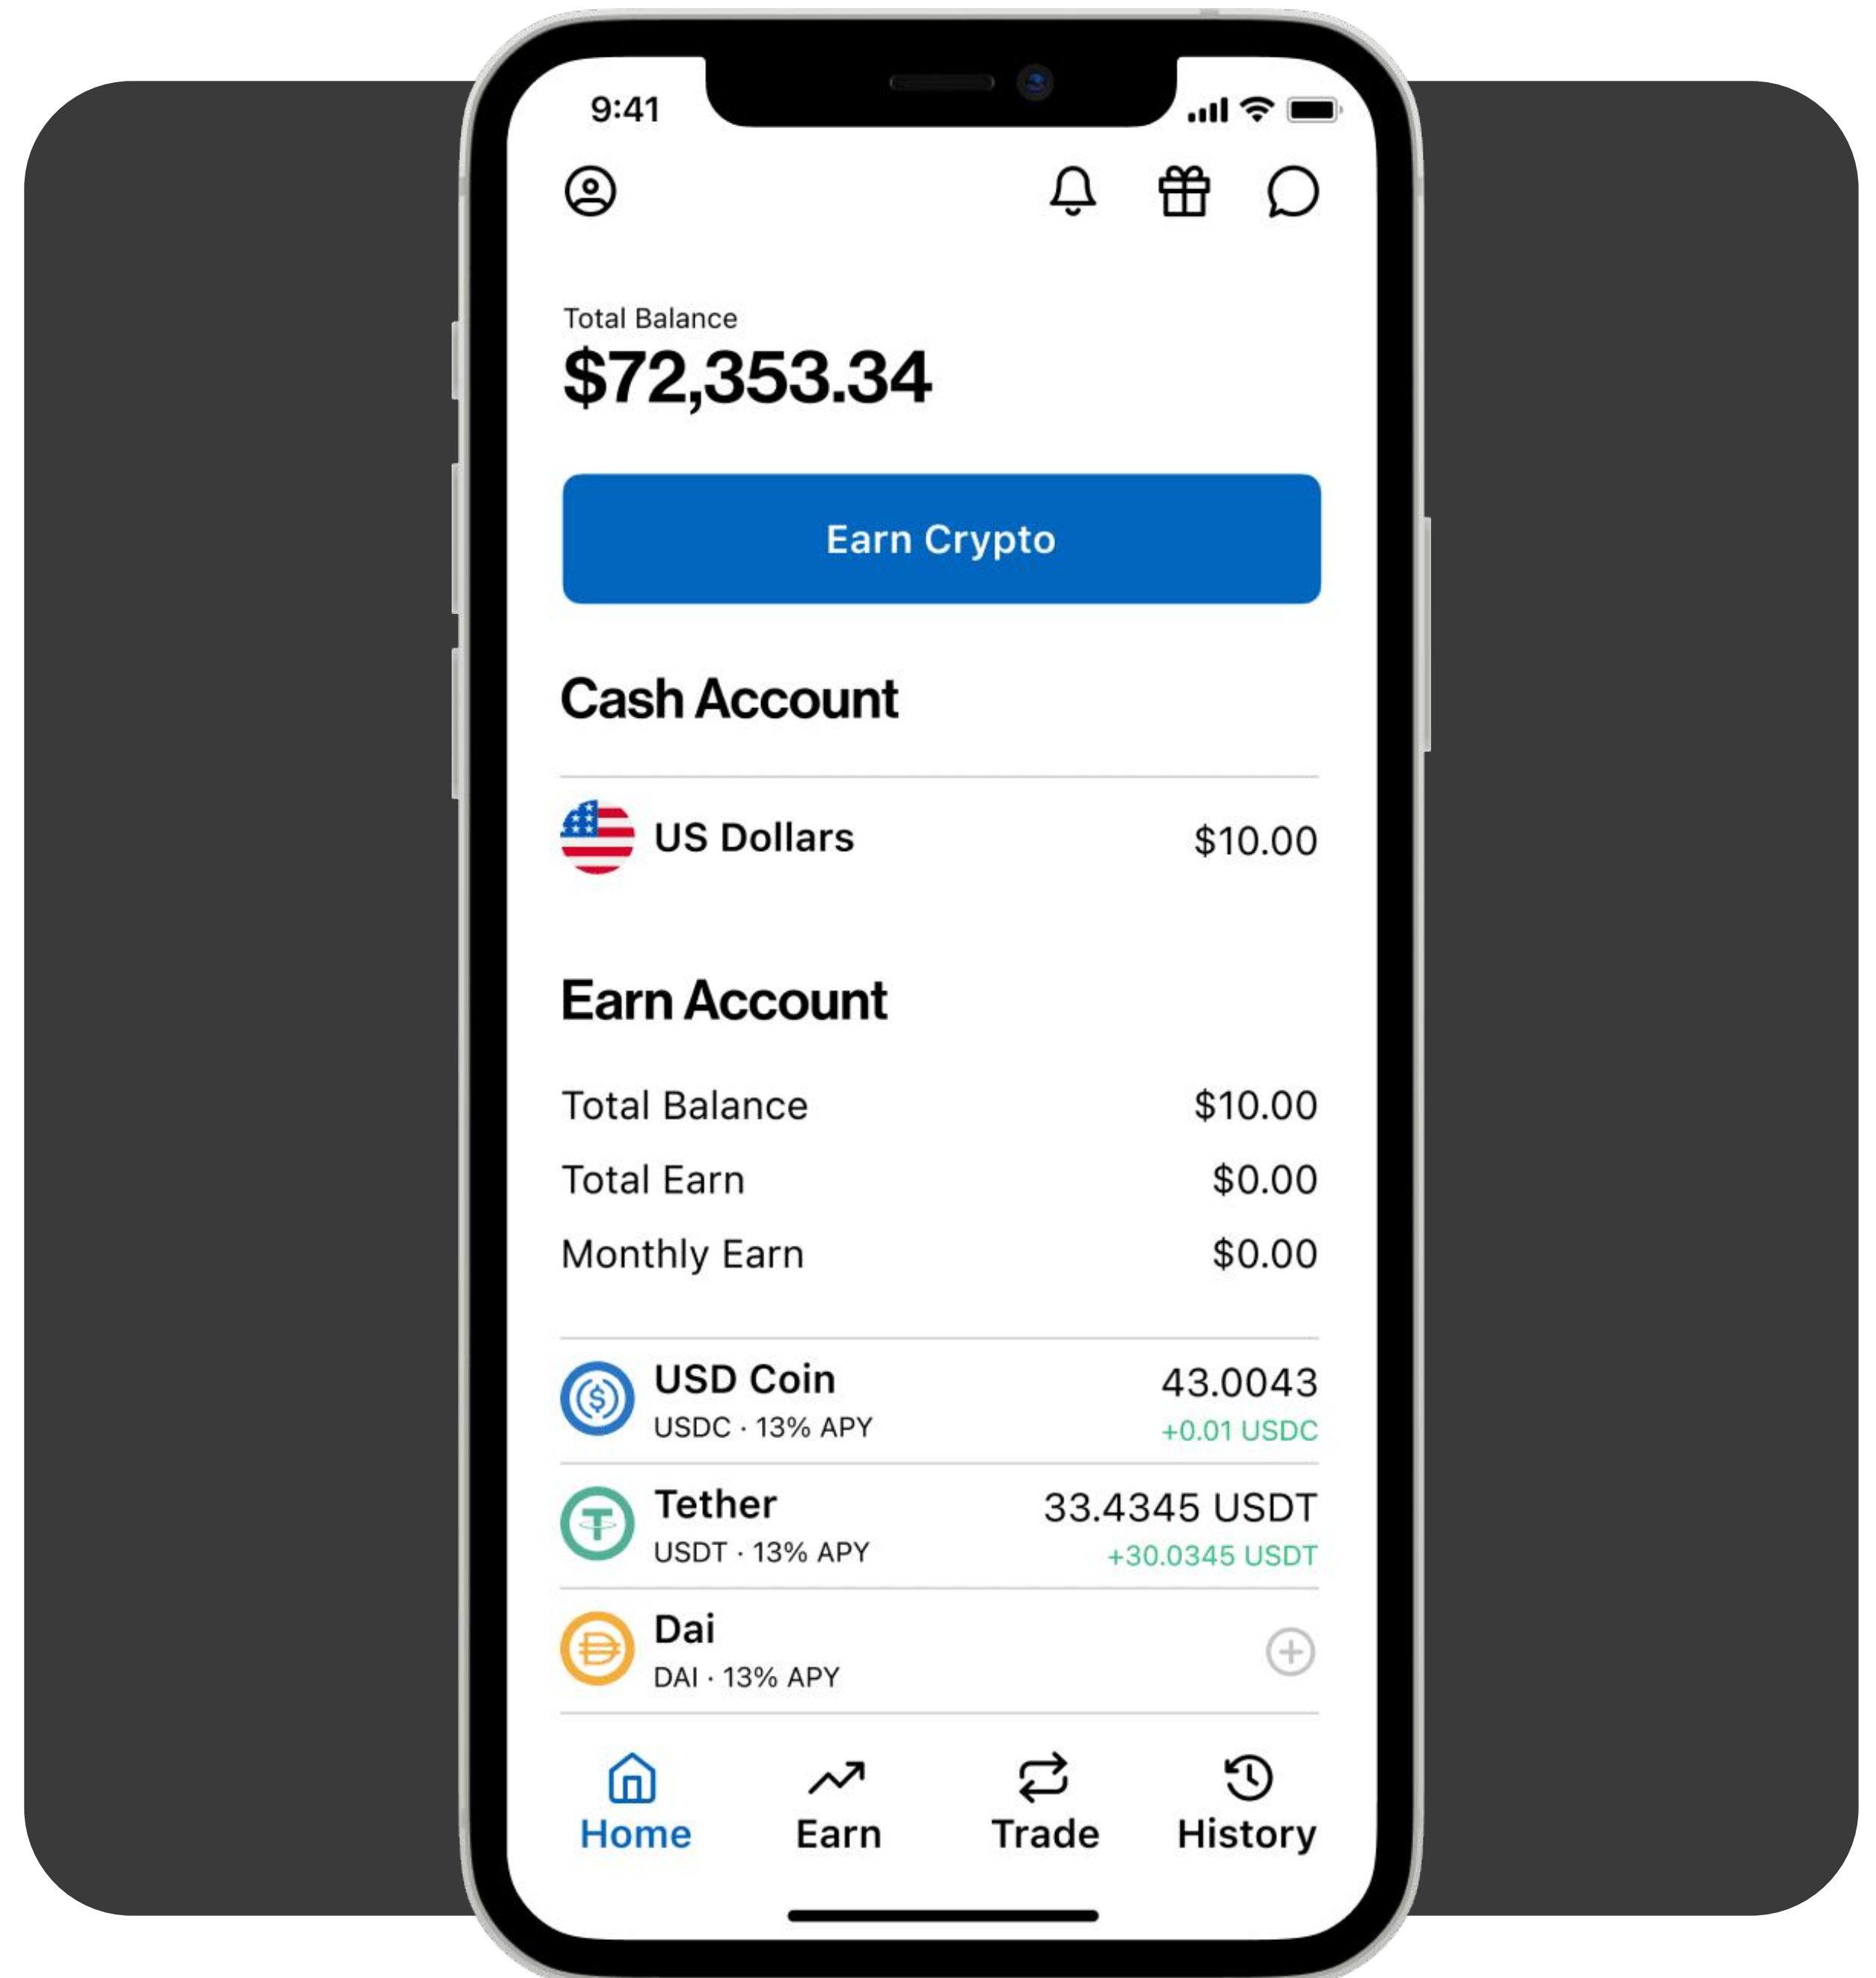 9:41
Total Balance
$72,353.34
Earn Crypto
Cash Account
US Dollars $10.00
Earn Account
Total Balance $10.00
Total Earn $0.00
Monthly Earn $0.00
USD Coin 43.0043
USDC · 13% APY +0.01 USDC
Tether 33.4345 USDT
USDT · 13% APY +30.0345 USDT
Dai
DAI · 13% APY
Home Earn Trade History